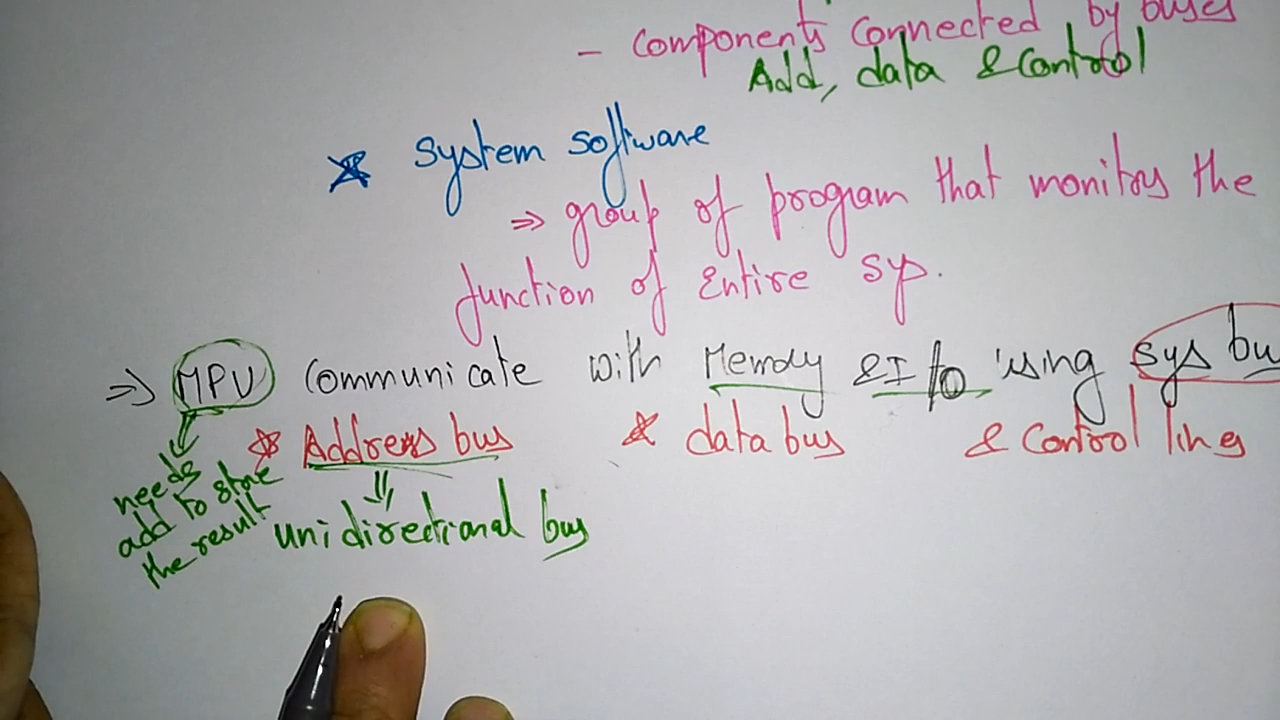 - Components connected by buses
Add, data & Control
* System software
⇒ group of program that monitors the
function of Entire sys.
⇒) MPU communicate with Memory & I/O using sys bu
* Address bus * data bus & Control lines
needs
add to store
the result
unidirectional bus